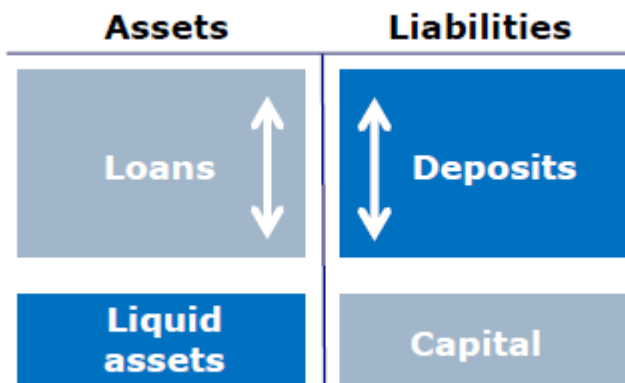 Assets Liabilities
Loans Deposits
Liquid
assets
Capital